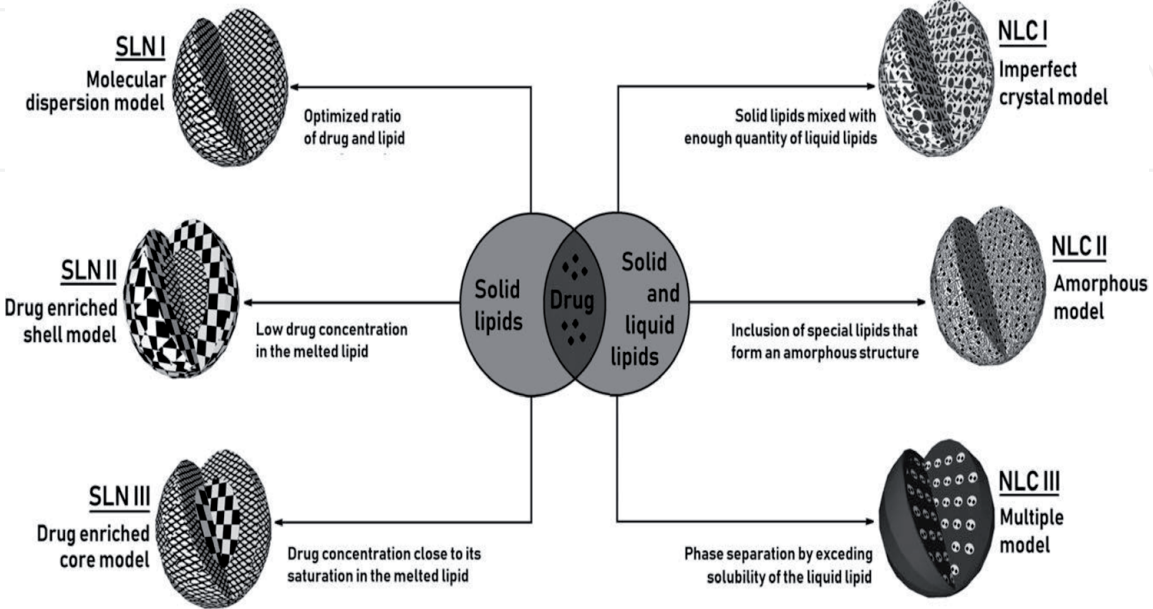 SLN I
Molecular
dispersion model
Optimized ratio
of drug and lipid
NLC I
Imperfect
crystal model
Solid lipids mixed with
enough quantity of liquid lipids
SLN II
Drug enriched
shell model
Low drug concentration
in the melted lipid
Solid
lipids
Drug
Solid
and
liquid
lipids
NLC II
Amorphous
model
Inclusion of special lipids that
form an amorphous structure
SLN III
Drug enriched
core model
Drug concentration close to its
saturation in the melted lipid
NLC III
Multiple
model
Phase separation by exceding
solubility of the liquid lipid